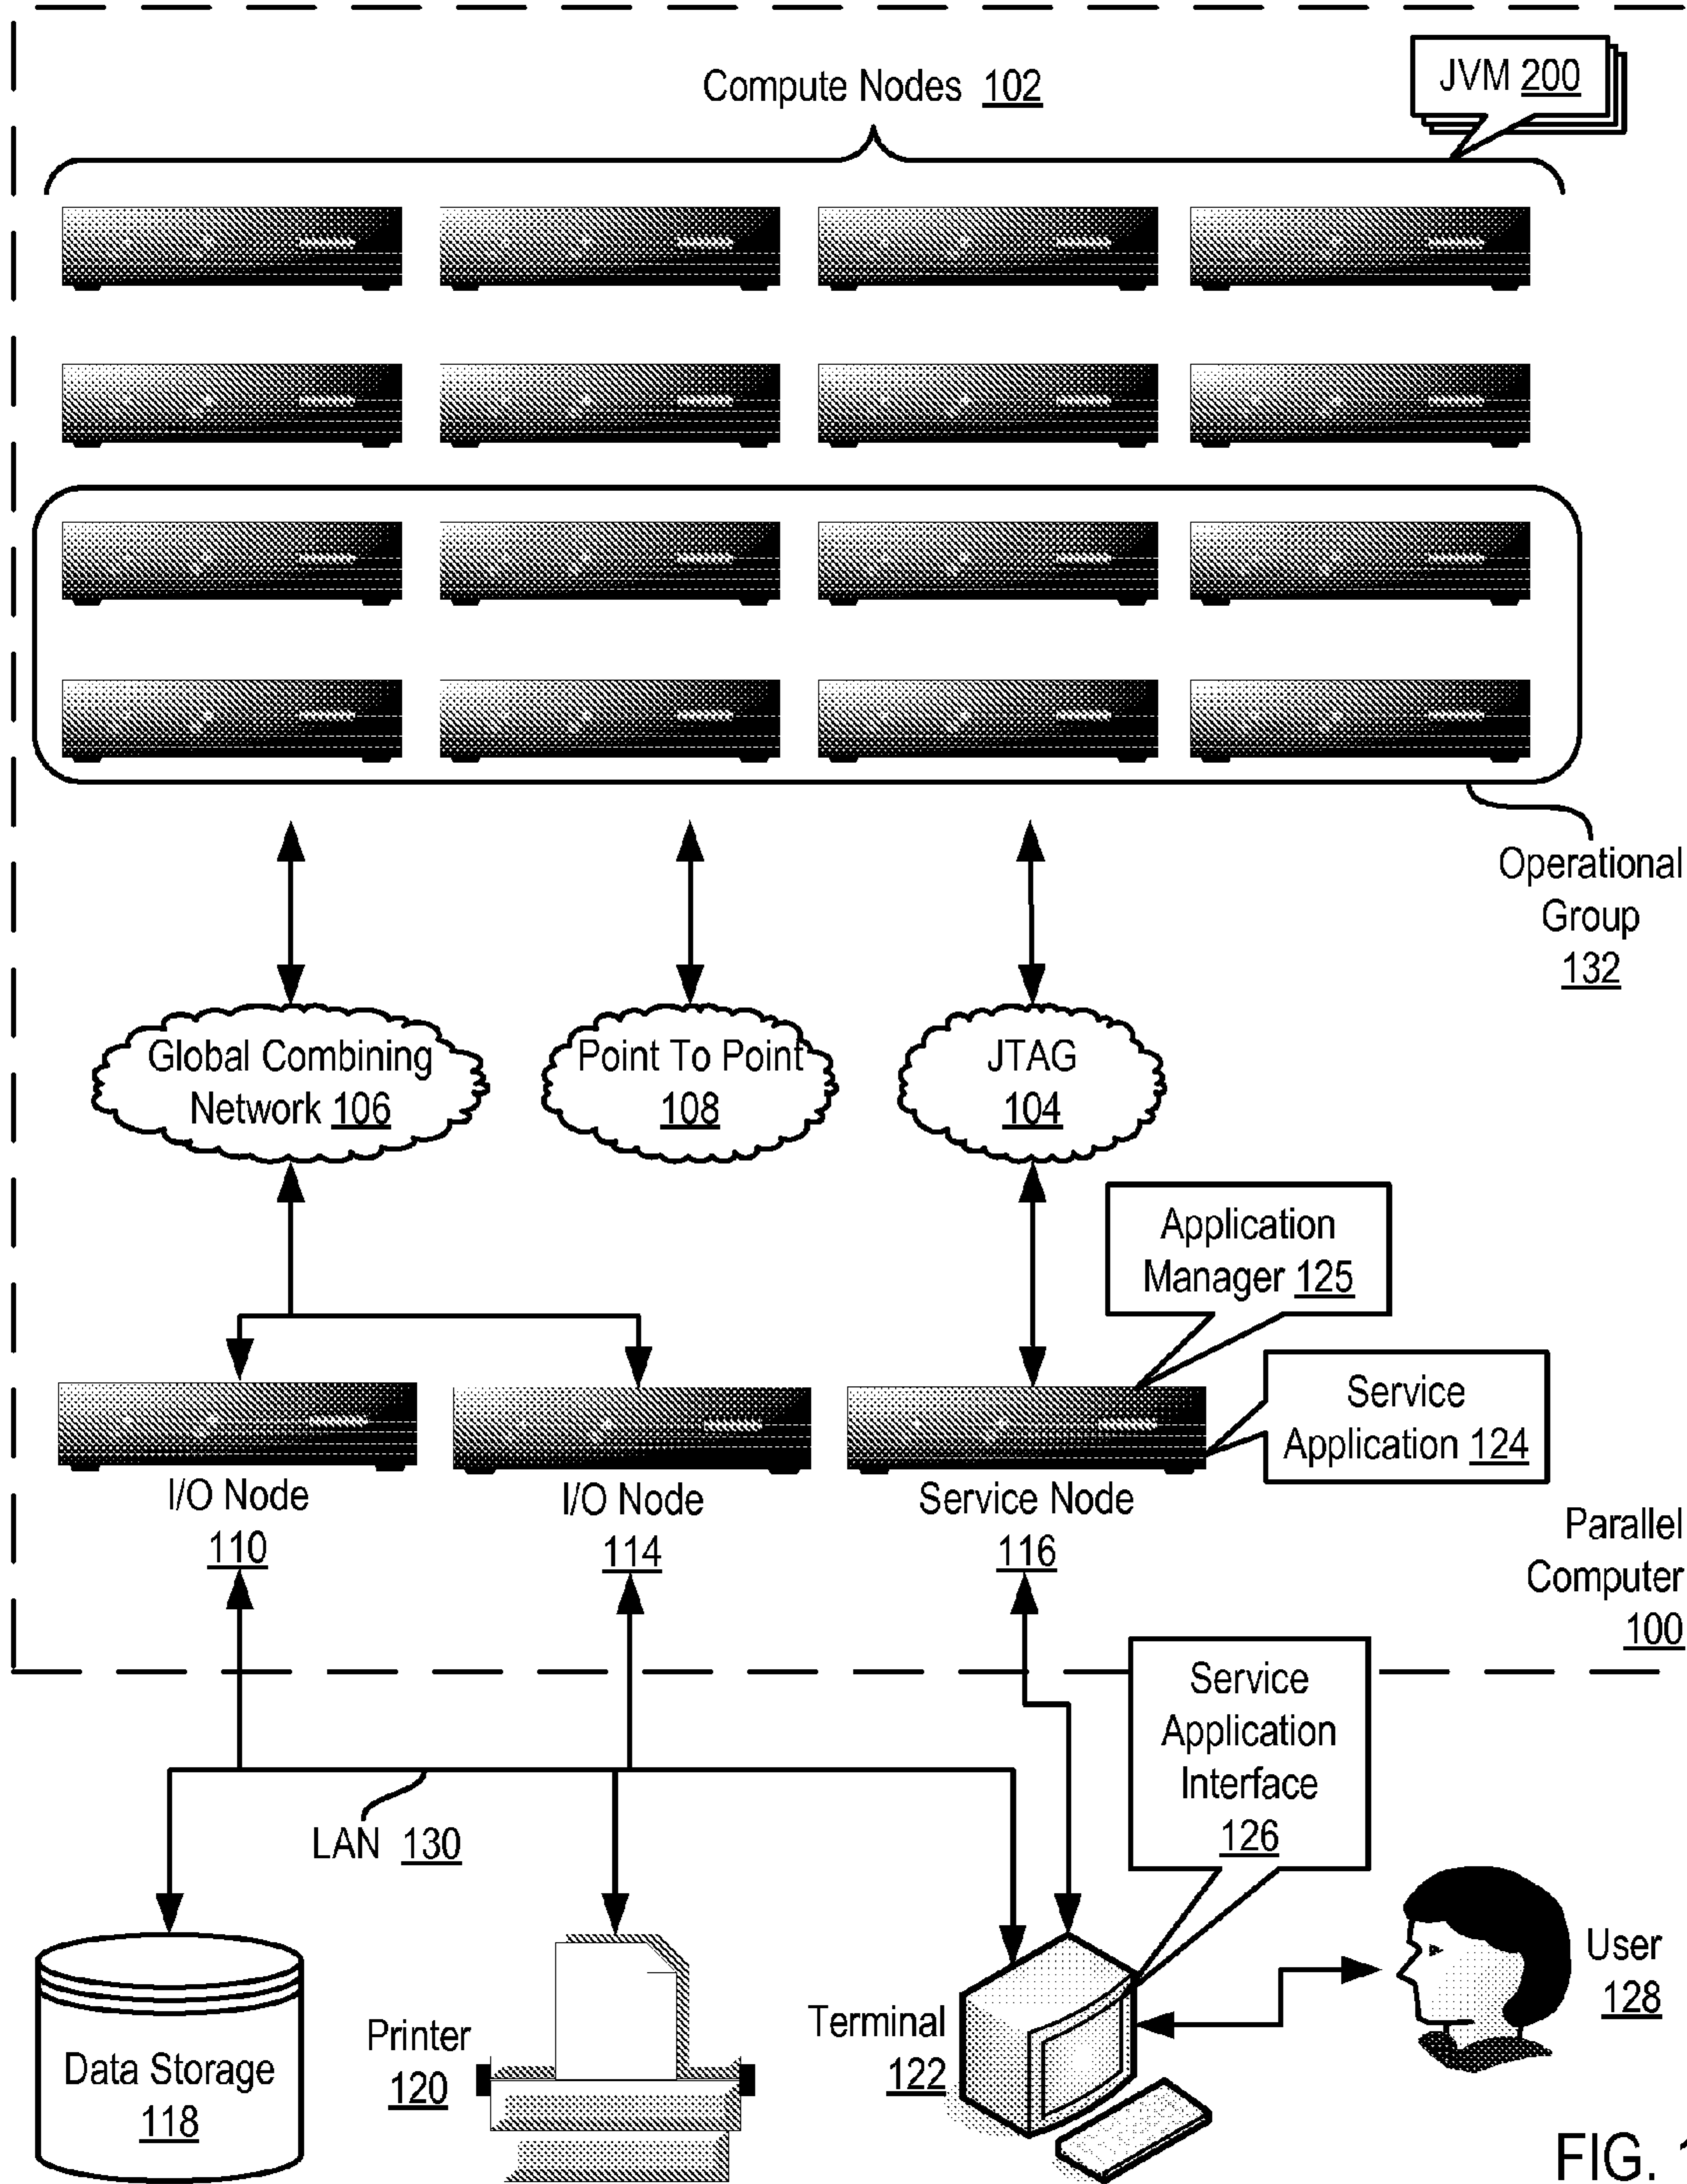 JVM 200
Compute Nodes 102
Operational
Group
132
Global Combining
Network 106
Point To Point
108
JTAG
104
Application
Manager 125
Service
Application 124
I/O Node
110
I/O Node
114
Service Node
116
Parallel
Computer
100
Service
Application
Interface
126
LAN 130
Data Storage
118
Printer
120
Terminal
122
User
128
FIG. 1